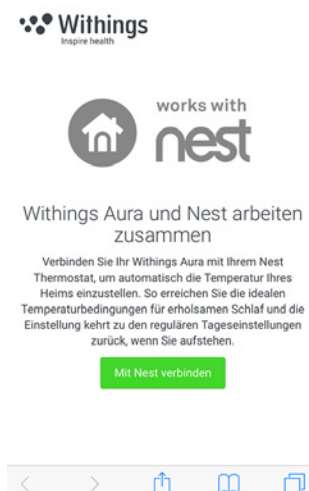 Withings
Inspire health
works with
nest
Withings Aura und Nest arbeiten
zusammen
Verbinden Sie Ihr Withings Aura mit Ihrem Nest
Thermostat, um automatisch die Temperatur Ihres
Heims einzustellen. So erreichen Sie die idealen
Temperaturbedingungen für erholsamen Schlaf und die
Einstellung kehrt zu den regulären Tageseinstellungen
zurück, wenn Sie aufstehen.
Mit Nest verbinden